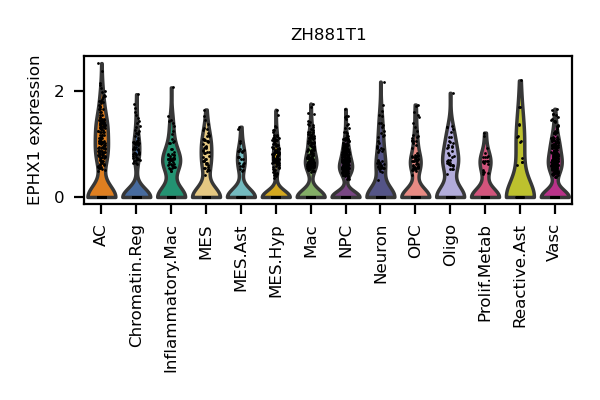 ZH881T1
EPHX1 expression
2
0
AC
Chromatin.Reg
Inflammatory.Mac
MES
MES.Ast
MES.Hyp
Mac
NPC
Neuron
OPC
Oligo
Prolif.Metab
Reactive.Ast
Vasc